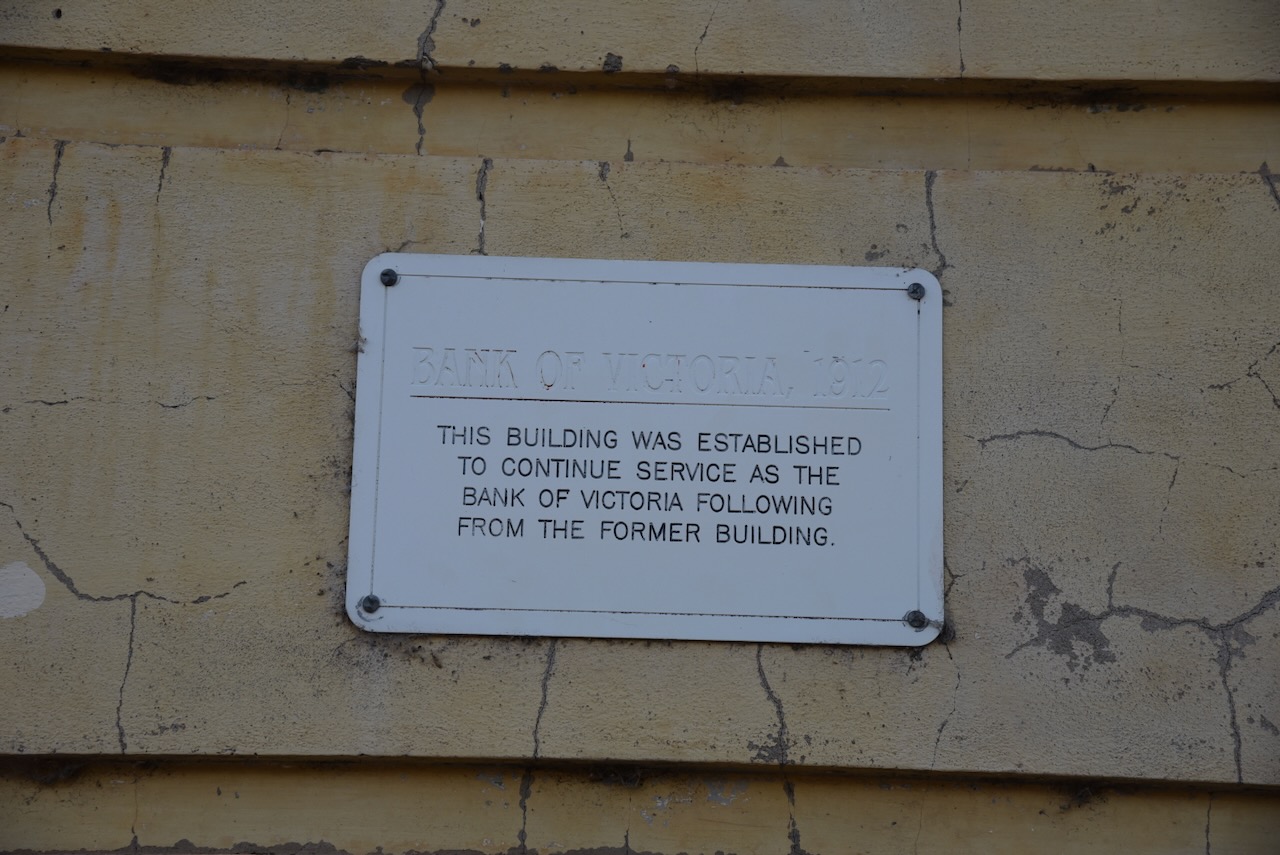 BANK OF VICTORIA, 1912
THIS BUILDING WAS ESTABLISHED
TO CONTINUE SERVICE AS THE
BANK OF VICTORIA FOLLOWING
FROM THE FORMER BUILDING.